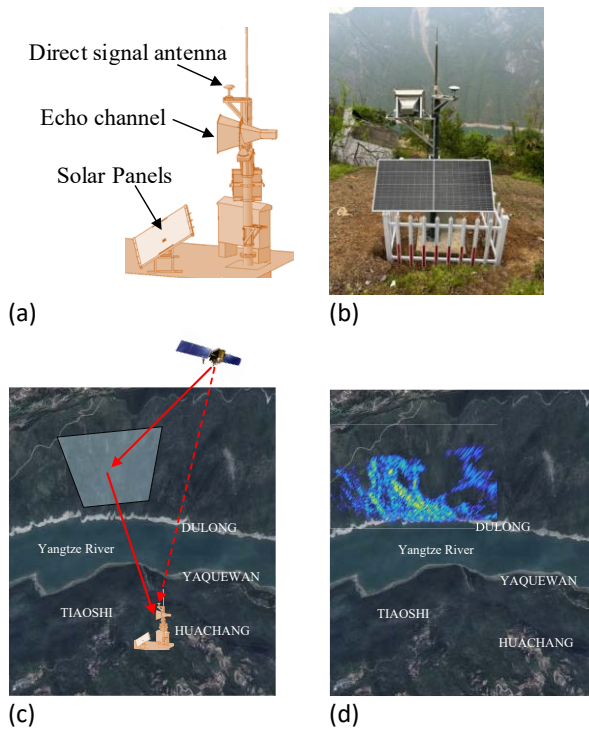 Direct signal antenna
Echo channel
Solar Panels
(a)
(b)
DULONG
Yangtze River
YAQUEWAN
TIAOSHI
HUACHANG
(c)
DULONG
Yangtze River
YAQUEWAN
TIAOSHI
HUACHANG
(d)